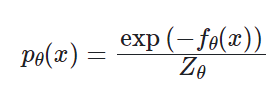 p_θ(x) = exp (−f_θ(x)) / Z_θ